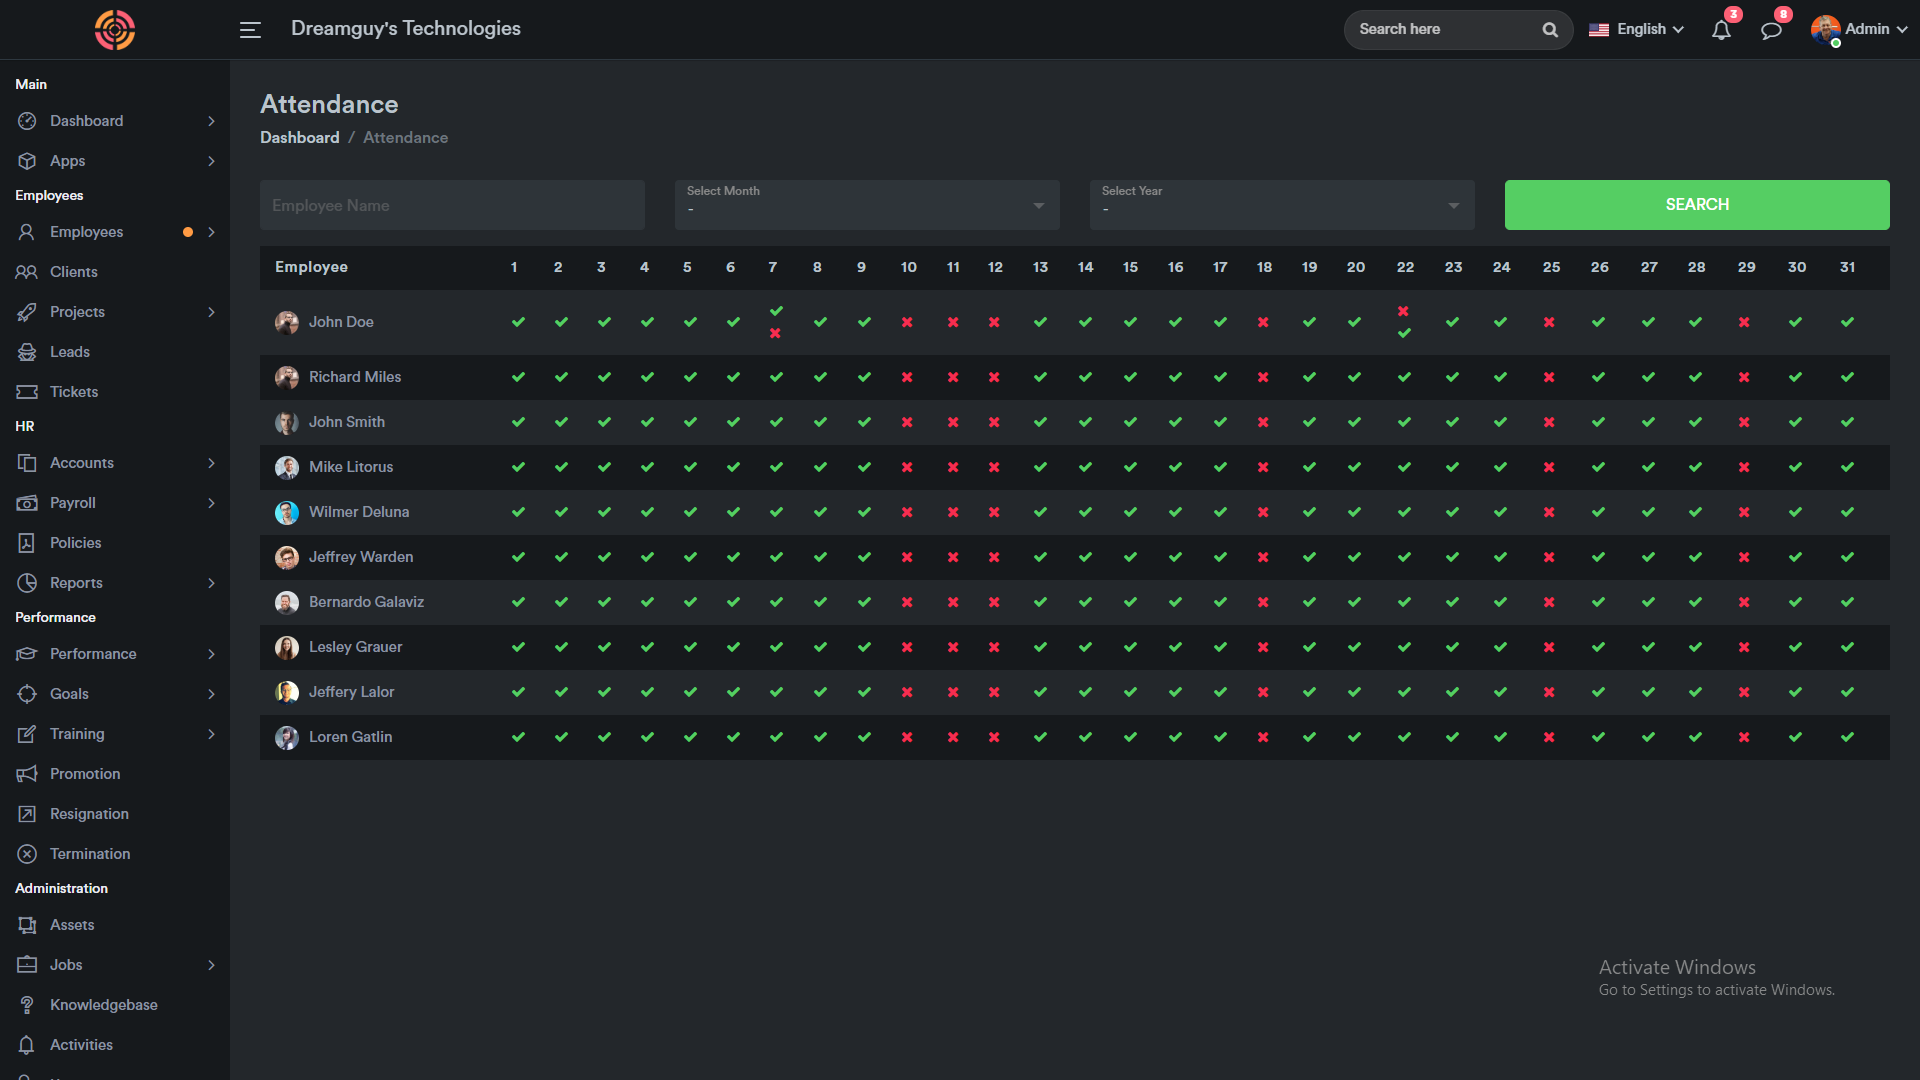 Dreamguy's Technologies
Search here
English
3
8
Admin
Main
Dashboard
Apps
Employees
Employees
Clients
Projects
Leads
Tickets
HR
Accounts
Payroll
Policies
Reports
Performance
Performance
Goals
Training
Promotion
Resignation
Termination
Administration
Assets
Jobs
Knowledgebase
Activities
Attendance
Dashboard / Attendance
Employee Name
Select Month
-
Select Year
-
SEARCH
Employee 1 2 3 4 5 6 7 8 9 10 11 12 13 14 15 16 17 18 19 20 22 23 24 25 26 27 28 29 30 31
John Doe
Richard Miles
John Smith
Mike Litorus
Wilmer Deluna
Jeffrey Warden
Bernardo Galaviz
Lesley Grauer
Jeffery Lalor
Loren Gatlin
Activate Windows
Go to Settings to activate Windows.